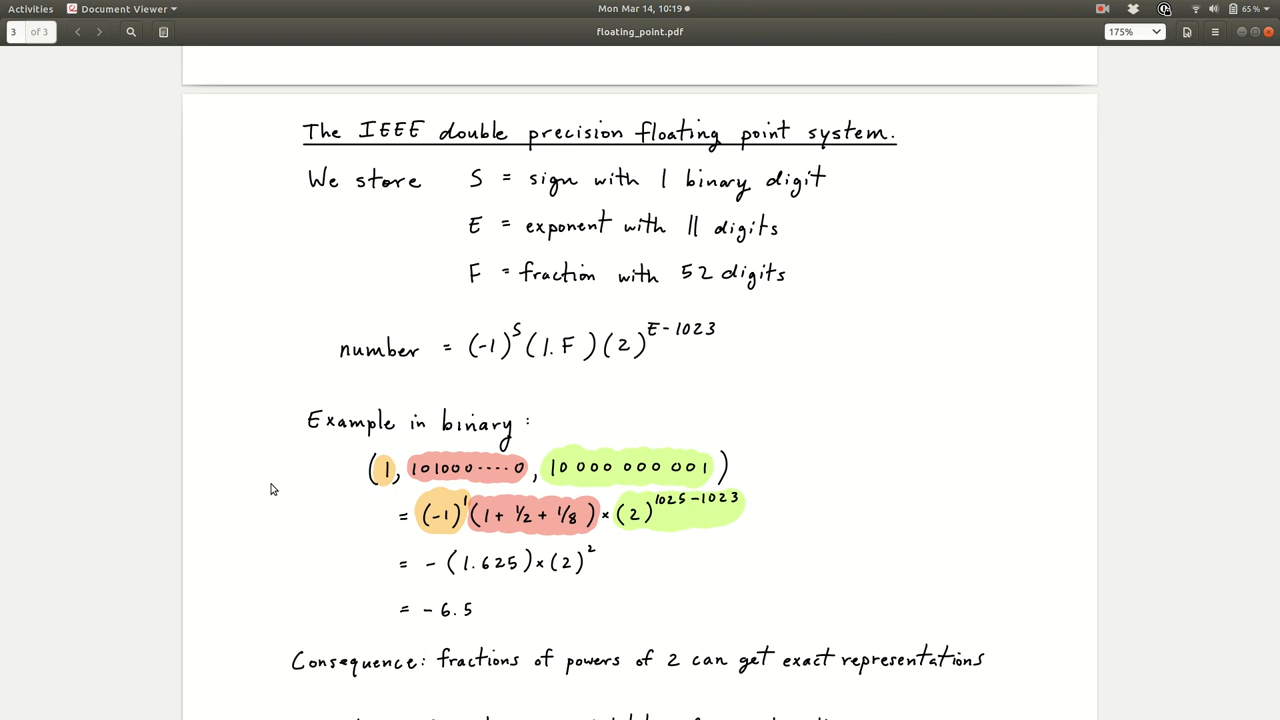 Activities Document Viewer Mon Mar 14, 10:19 65%
3 of 3 floating_point.pdf 175%
The IEEE double precision floating point system.
We store S = sign with 1 binary digit
E = exponent with 11 digits
F = fraction with 52 digits
number = (-1)^S (1.F)(2)^E-1023
Example in binary:
(1, 101000....0, 10 000 000 001)
= (-1)^1 (1 + 1/2 + 1/8) × (2)^1025-1023
= - (1.625) × (2)^2
= - 6.5
Consequence: fractions of powers of 2 can get exact representations